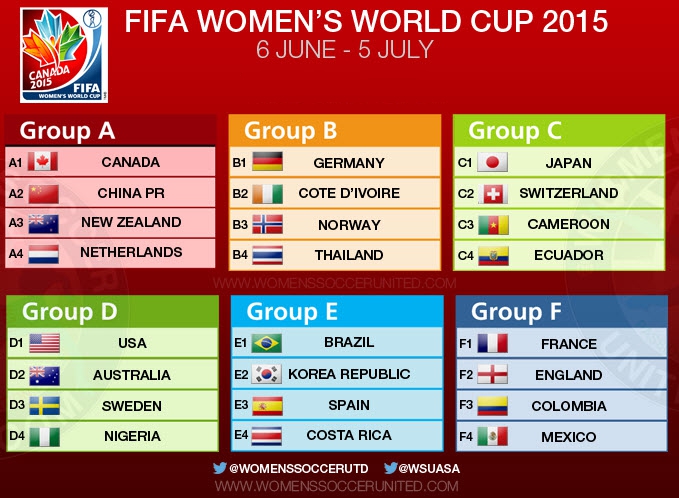 FIFA WOMEN'S WORLD CUP 2015
6 JUNE - 5 JULY
CANADA
2015
FIFA
WOMEN'S WORLD CUP
Group A
A1 CANADA
A2 CHINA PR
A3 NEW ZEALAND
A4 NETHERLANDS
Group B
B1 GERMANY
B2 COTE D'IVOIRE
B3 NORWAY
B4 THAILAND
Group C
C1 JAPAN
C2 SWITZERLAND
C3 CAMEROON
C4 ECUADOR
WWW.WOMENSSOCCERUNITED.COM
Group D
D1 USA
D2 AUSTRALIA
D3 SWEDEN
D4 NIGERIA
Group E
E1 BRAZIL
E2 KOREA REPUBLIC
E3 SPAIN
E4 COSTA RICA
Group F
F1 FRANCE
F2 ENGLAND
F3 COLOMBIA
F4 MEXICO
@WOMENSSOCCERUTD @WSUASA
WWW.WOMENSSOCCERUNITED.COM